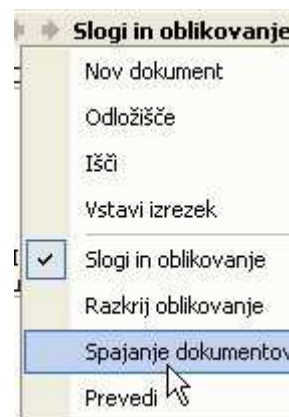 Slogi in oblikovanje
Nov dokument
Odložišče
Išči
Vstavi izrezek
Slogi in oblikovanje
Razkrij oblikovanje
Spajanje dokumentov
Prevedi